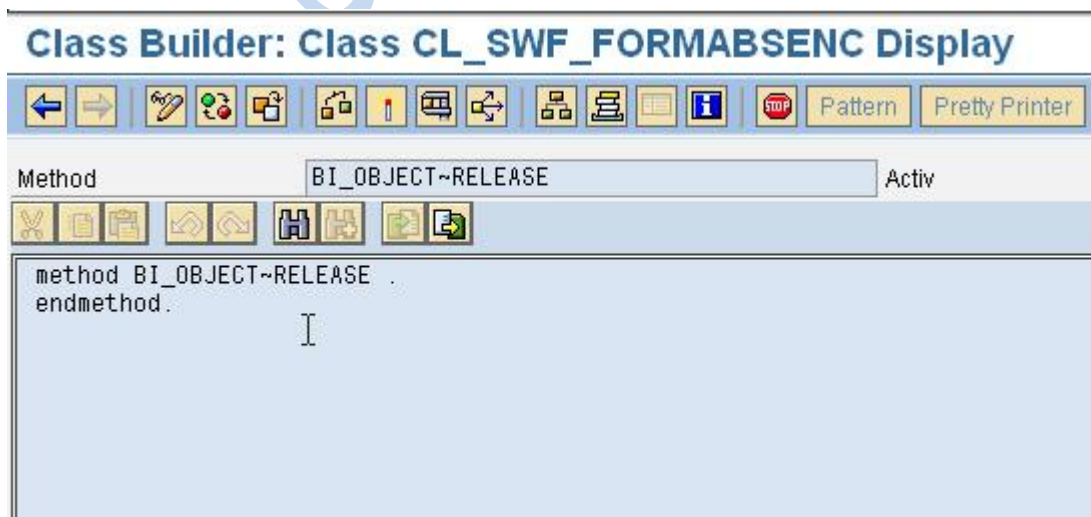 Class Builder: Class CL_SWF_FORMABSENC Display
Pattern Pretty Printer
Method BI_OBJECT~RELEASE Activ
method BI_OBJECT~RELEASE .
endmethod.